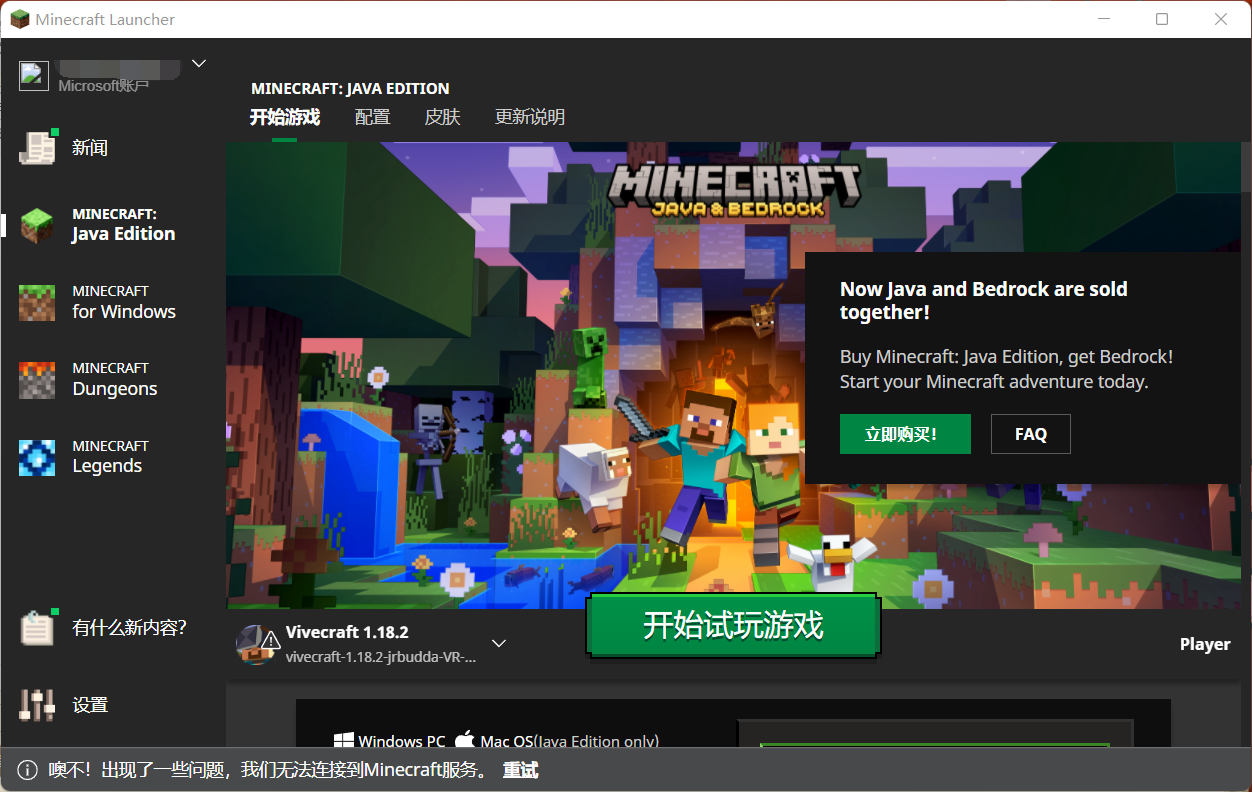 Minecraft Launcher
Microsoft账户
新闻
MINECRAFT:
Java Edition
MINECRAFT
for Windows
MINECRAFT
Dungeons
MINECRAFT
Legends
有什么新内容?
设置
MINECRAFT: JAVA EDITION
开始游戏 配置 皮肤 更新说明
MINECRAFT
JAVA & BEDROCK
Now Java and Bedrock are sold
together!
Buy Minecraft: Java Edition, get Bedrock!
Start your Minecraft adventure today.
立即购买! FAQ
Vivecraft 1.18.2
vivecraft-1.18.2-jrbudda-VR-...
开始试玩游戏
Player
Windows PC Mac OS(Java Edition only)
噢不！出现了一些问题，我们无法连接到Minecraft服务。 重试